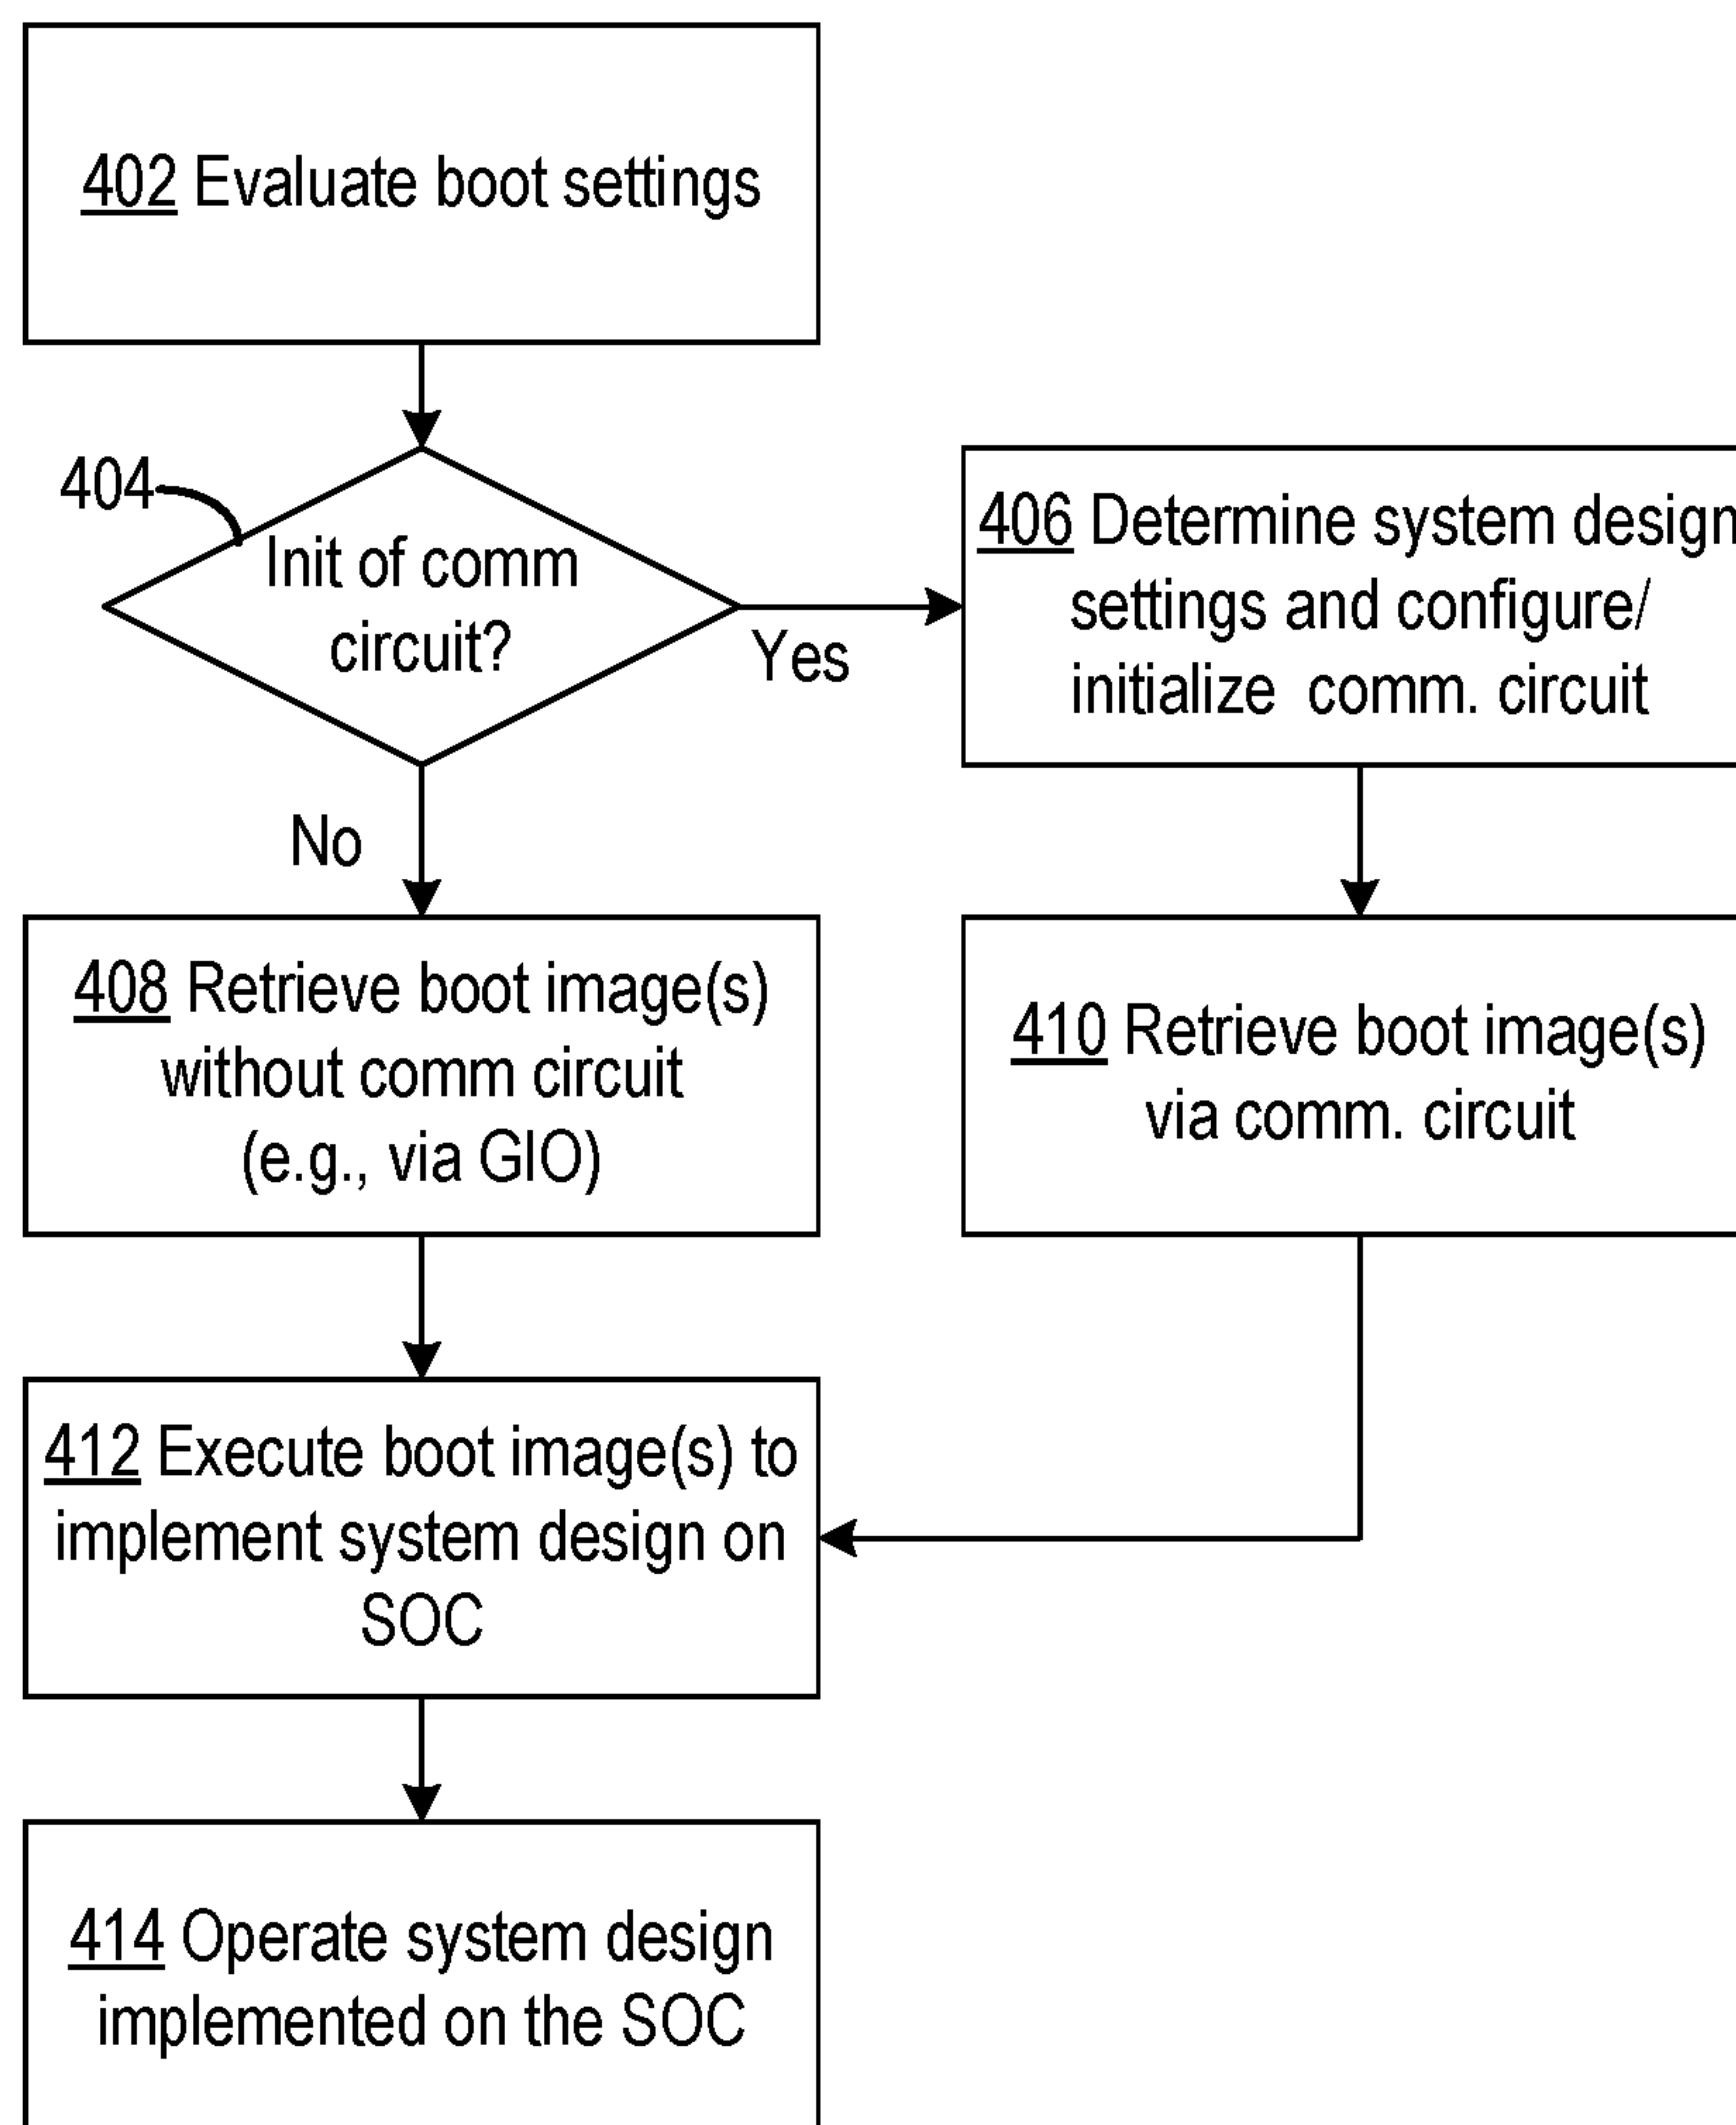 402 Evaluate boot settings
404
Init of comm
circuit?
Yes
406 Determine system design
settings and configure/
initialize comm. circuit
No
408 Retrieve boot image(s)
without comm circuit
(e.g., via GIO)
410 Retrieve boot image(s)
via comm. circuit
412 Execute boot image(s) to
implement system design on
SOC
414 Operate system design
implemented on the SOC